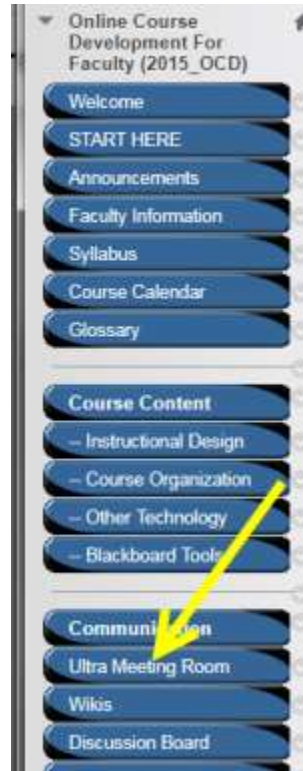 Online Course
Development For
Faculty (2015_OCD)
Welcome
START HERE
Announcements
Faculty Information
Syllabus
Course Calendar
Glossary
Course Content
-- Instructional Design
-- Course Organization
-- Other Technology
-- Blackboard Tools
Communication
Ultra Meeting Room
Wikis
Discussion Board